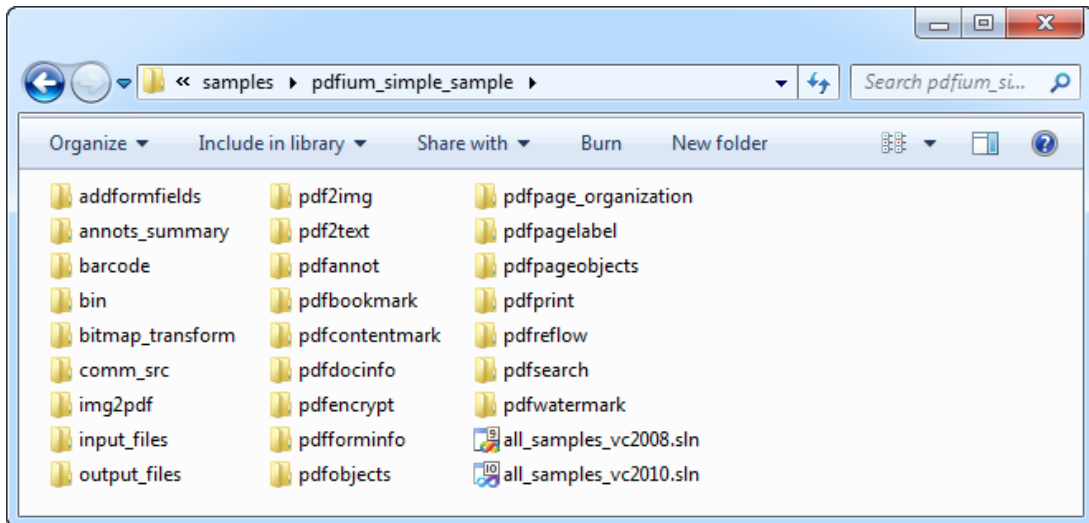 « samples ▸ pdfium_simple_sample ▸ Search pdfium_si...
Organize ▾ Include in library ▾ Share with ▾ Burn New folder
addformfields
annots_summary
barcode
bin
bitmap_transform
comm_src
img2pdf
input_files
output_files
pdf2img
pdf2text
pdfannot
pdfbookmark
pdfcontentmark
pdfdocinfo
pdfencrypt
pdfforminfo
pdfobjects
pdfpage_organization
pdfpagelabel
pdfpageobjects
pdfprint
pdfreflow
pdfsearch
pdfwatermark
all_samples_vc2008.sln
all_samples_vc2010.sln